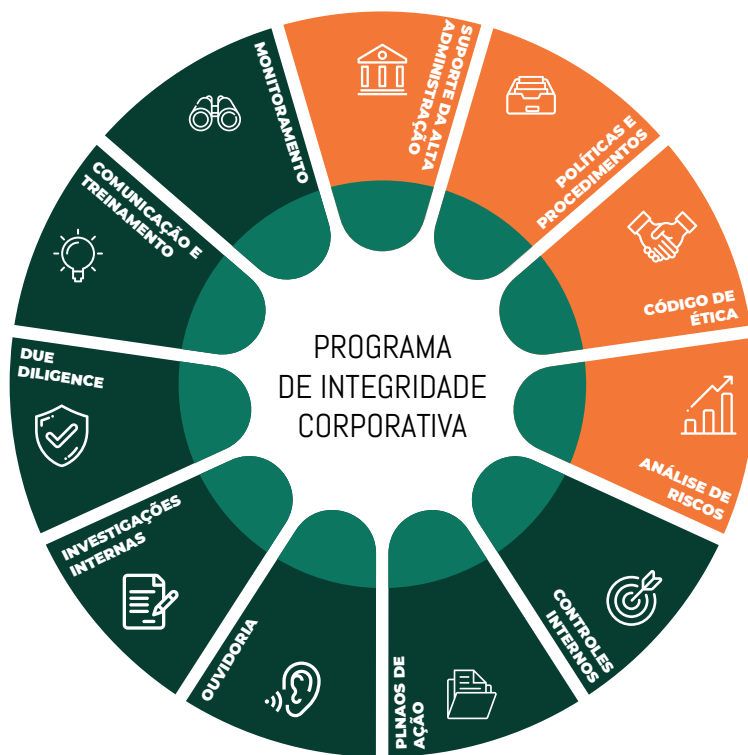 PROGRAMA
DE INTEGRIDADE
CORPORATIVA
SUPORTE DA ALTA
ADMINISTRAÇÃO
POLÍTICAS E
PROCEDIMENTOS
CÓDIGO DE
ÉTICA
ANÁLISE DE
RISCOS
CONTROLES
INTERNOS
PLNAOS DE
AÇÃO
OUVIDORIA
INVESTIGAÇÕES
INTERNAS
DUE
DILIGENCE
COMUNICAÇÃO E
TREINAMENTO
MONITORAMENTO